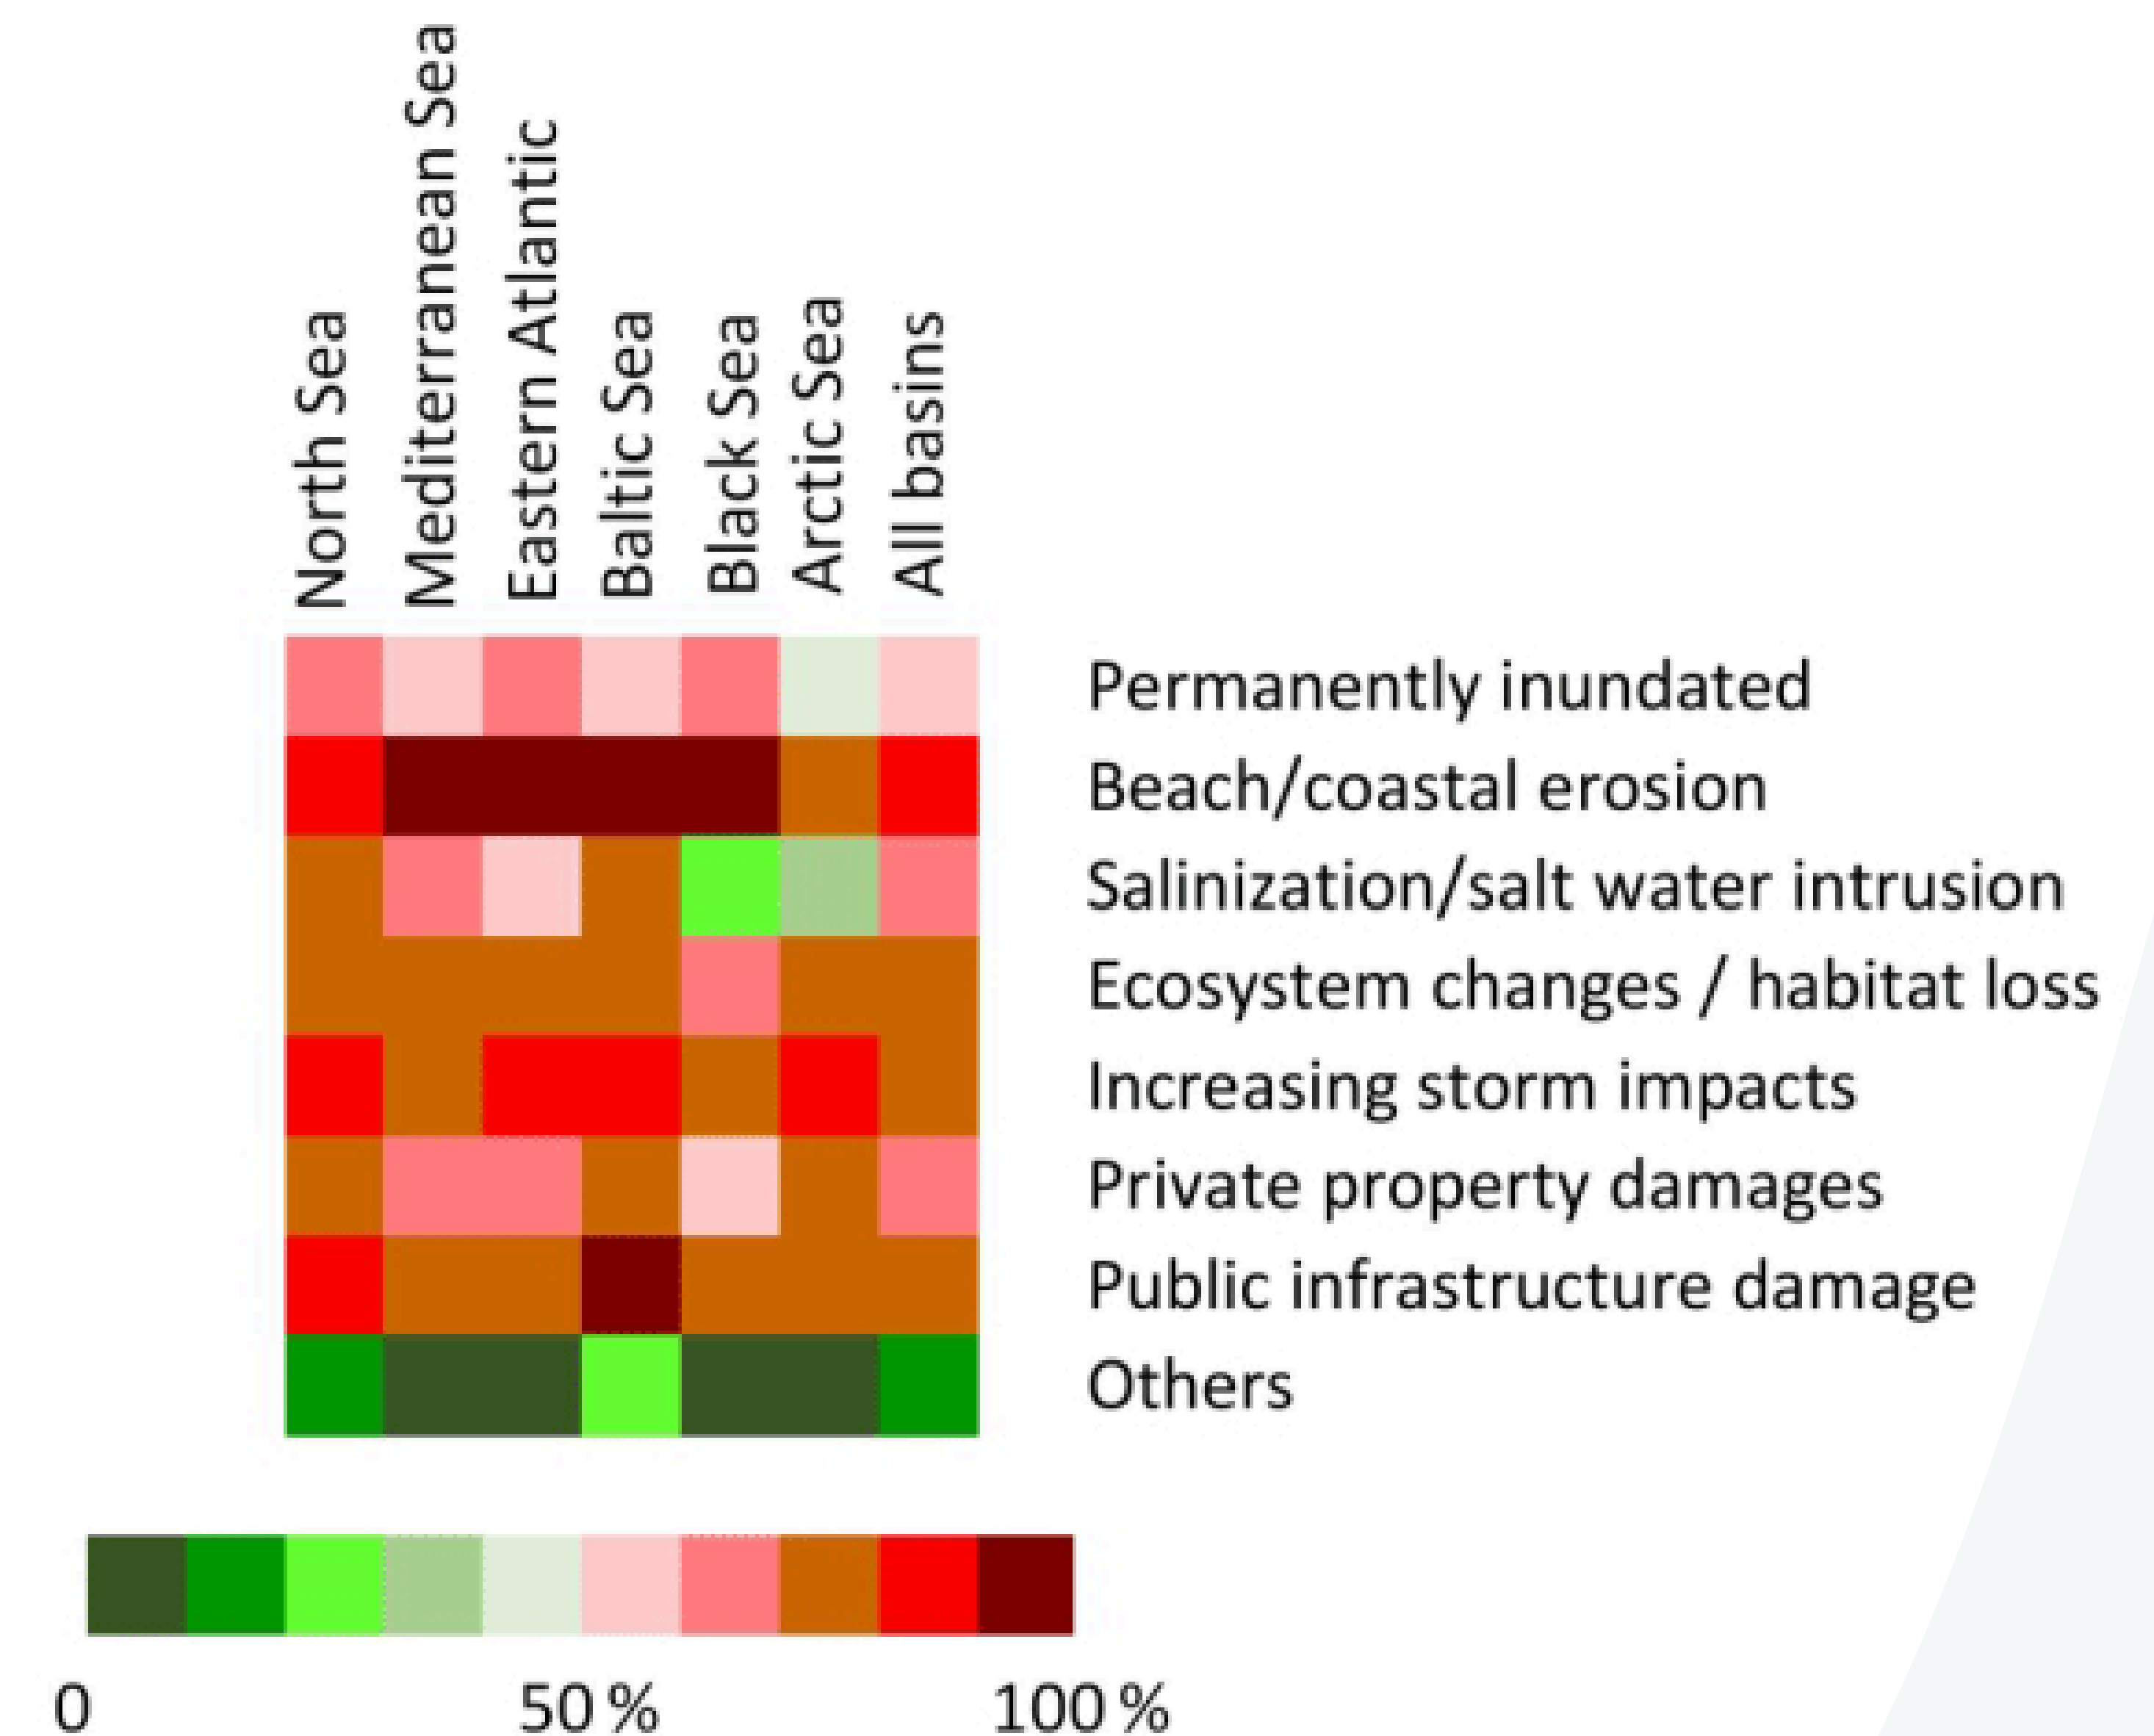 North Sea
Mediterranean Sea
Eastern Atlantic
Baltic Sea
Black Sea
Arctic Sea
All basins
Permanently inundated
Beach/coastal erosion
Salinization/salt water intrusion
Ecosystem changes / habitat loss
Increasing storm impacts
Private property damages
Public infrastructure damage
Others
0 50 % 100 %